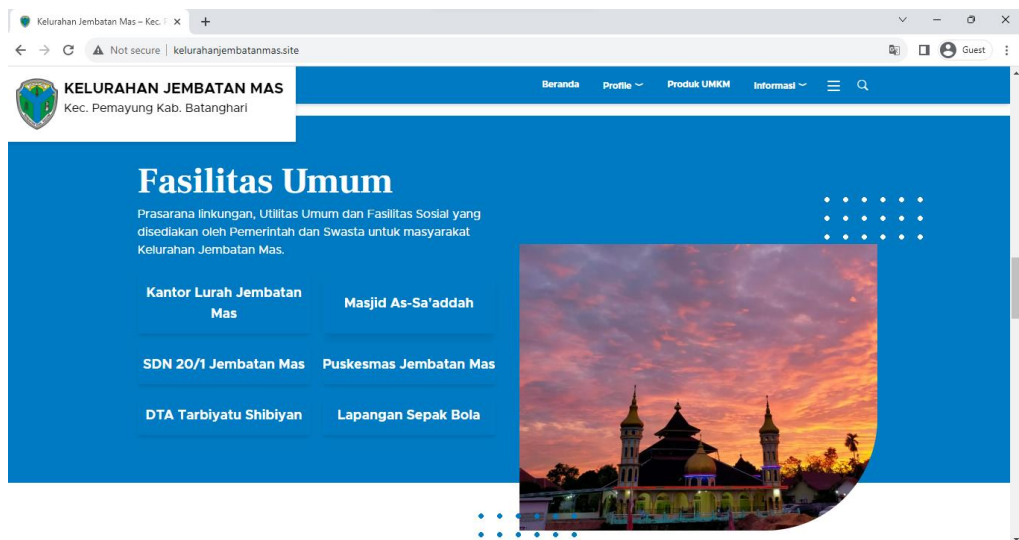 Kelurahan Jembatan Mas – Kec.
Not secure
kelurahanjembatanmas.site
Guest
KELURAHAN JEMBATAN MAS
Kec. Pemayung Kab. Batanghari
Beranda
Profile
Produk UMKM
Informasi
Fasilitas Umum
Prasarana linkungan, Utilitas Umum dan Fasilitas Sosial yang
disediakan oleh Pemerintah dan Swasta untuk masyarakat
Kelurahan Jembatan Mas.
Kantor Lurah Jembatan
Mas
Masjid As-Sa'addah
SDN 20/1 Jembatan Mas
Puskesmas Jembatan Mas
DTA Tarbiyatu Shibiyan
Lapangan Sepak Bola